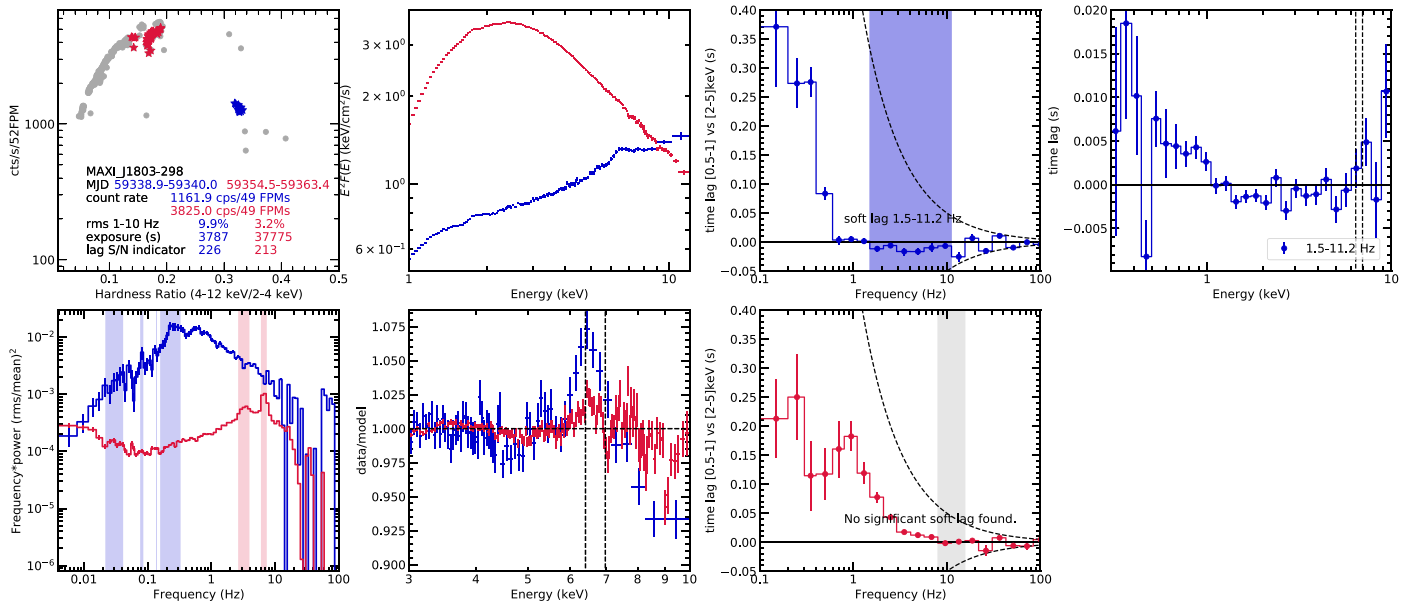 cts/s/52FPM
1000
100
MAXI_J1803-298
MJD 59338.9-59340.0 59354.5-59363.4
count rate 1161.9 cps/49 FPMs
3825.0 cps/49 FPMs
rms 1-10 Hz 9.9% 3.2%
exposure (s) 3787 37775
lag S/N indicator 226 213
0.0 0.1 0.2 0.3 0.4 0.5
Hardness Ratio (4-12 keV/2-4 keV)
E²F(E) (keV/cm²/s)
3 × 10⁰
2 × 10⁰
10⁰
6 × 10⁻¹
1 10
Energy (keV)
time lag [0.5-1] vs [2-5]keV (s)
0.40
0.35
0.30
0.25
0.20
0.15
0.10
0.05
0.00
−0.05
soft lag 1.5-11.2 Hz
0.1 1 10 100
Frequency (Hz)
time lag (s)
0.020
0.015
0.010
0.005
0.000
−0.005
1.5-11.2 Hz
1 10
Energy (keV)
Frequency*power (rms/mean)²
10⁻²
10⁻³
10⁻⁴
10⁻⁵
10⁻⁶
0.01 0.1 1 10 100
Frequency (Hz)
data/model
1.075
1.050
1.025
1.000
0.975
0.950
0.925
0.900
3 4 5 6 7 8 9 10
Energy (keV)
time lag [0.5-1] vs [2-5]keV (s)
0.40
0.35
0.30
0.25
0.20
0.15
0.10
0.05
0.00
−0.05
No significant soft lag found.
0.1 1 10 100
Frequency (Hz)